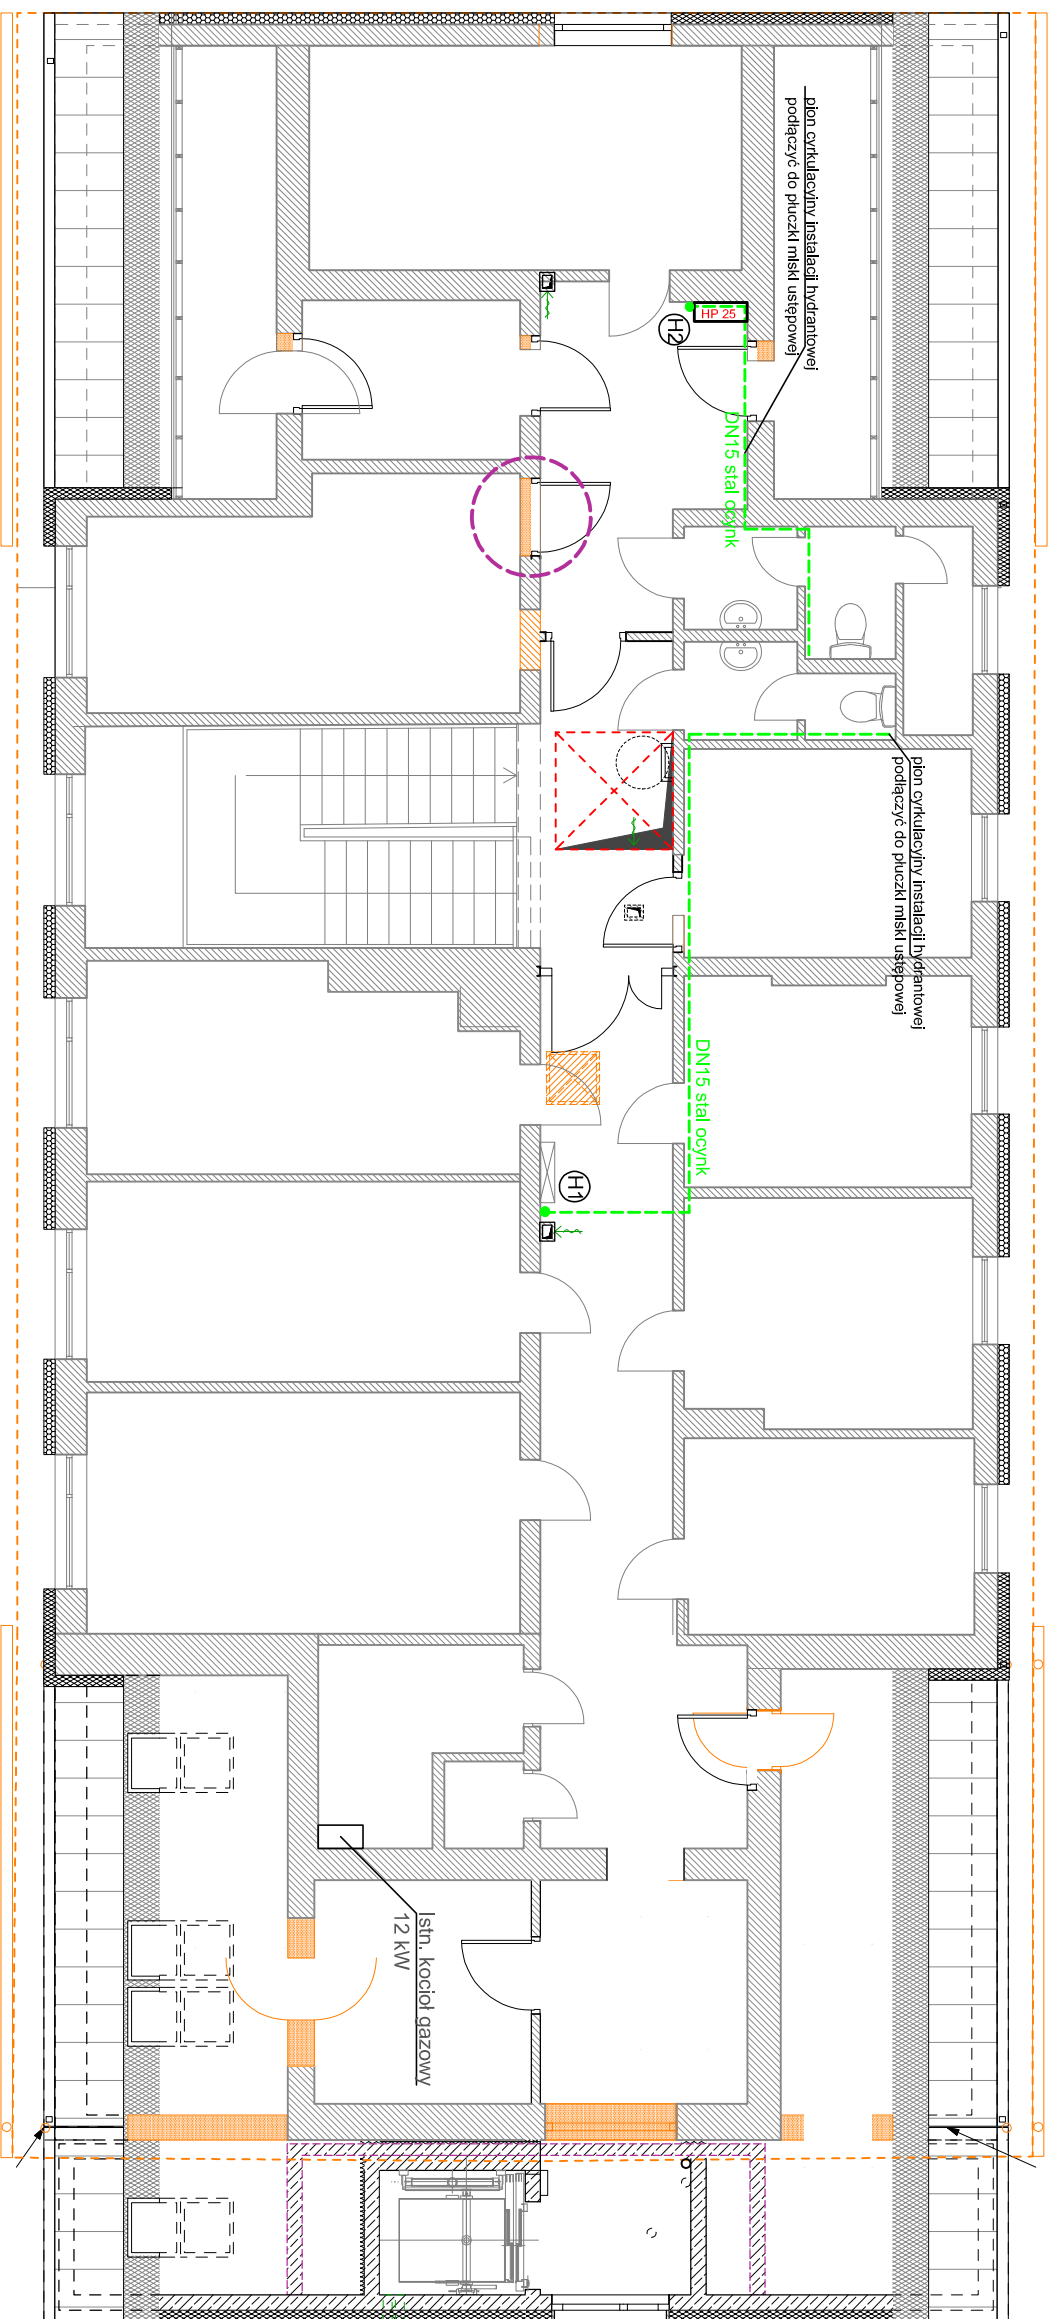 pion cyrkulacyjny instalacji hydrantowej
podłączyć do płuczki miski ustępowej
HP 25
H2
DN15 stal ocynk
pion cyrkulacyjny instalacji hydrantowej
podłączyć do płuczki miski ustępowej
DN15 stal ocynk
H1
Istn. kocioł gazowy
12 kW